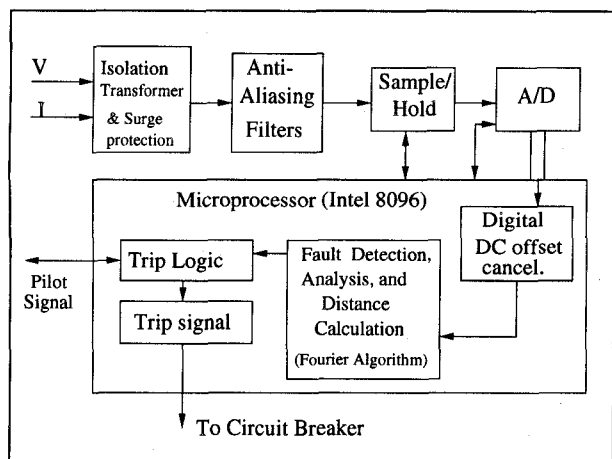 V
I
Isolation
Transformer
& Surge
protection
Anti-
Aliasing
Filters
Sample/
Hold
A/D
Microprocessor (Intel 8096)
Digital
DC offset
cancel.
Fault Detection,
Analysis, and
Distance
Calculation
(Fourier Algorithm)
Trip Logic
Pilot
Signal
Trip signal
To Circuit Breaker